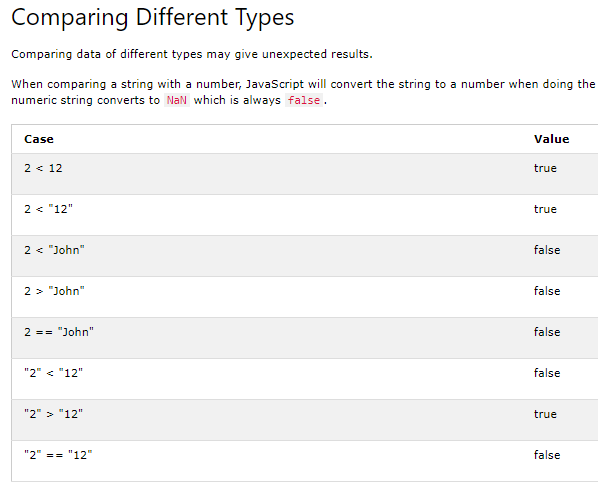 Comparing Different Types
Comparing data of different types may give unexpected results.
When comparing a string with a number, JavaScript will convert the string to a number when doing the
numeric string converts to NaN which is always false .
Case Value
2 < 12 true
2 < "12" true
2 < "John" false
2 > "John" false
2 == "John" false
"2" < "12" false
"2" > "12" true
"2" == "12" false